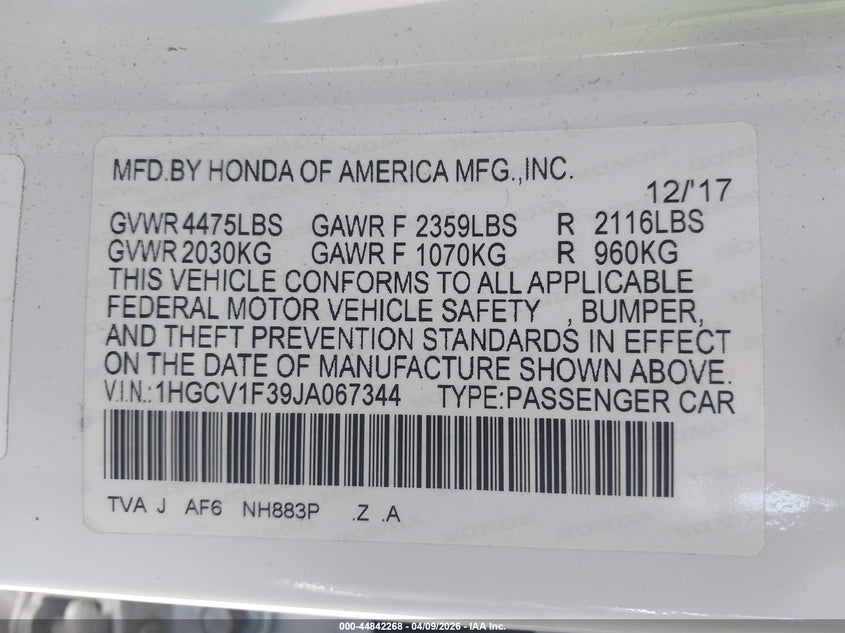 MFD.BY HONDA OF AMERICA MFG.,INC.
12/'17
GVWR 4475LBS GAWR F 2359LBS R 2116LBS
GVWR 2030KG GAWR F 1070KG R 960KG
THIS VEHICLE CONFORMS TO ALL APPLICABLE
FEDERAL MOTOR VEHICLE SAFETY , BUMPER,
AND THEFT PREVENTION STANDARDS IN EFFECT
ON THE DATE OF MANUFACTURE SHOWN ABOVE.
V.I.N.:1HGCV1F39JA067344 TYPE:PASSENGER CAR
TVA J AF6 NH883P .Z .A
000-44842268 - 04/09/2026 - IAA Inc.